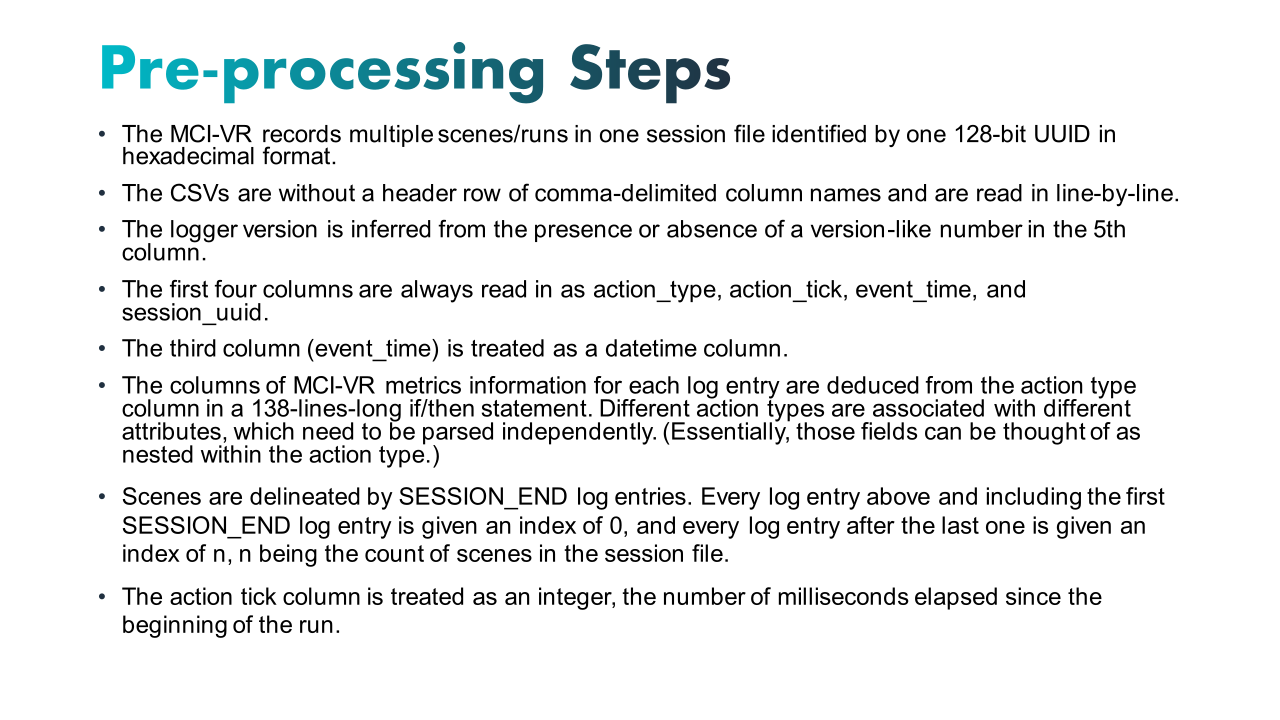 Pre-processing Steps
• The MCI-VR records multiple scenes/runs in one session file identified by one 128-bit UUID in
hexadecimal format.
• The CSVs are without a header row of comma-delimited column names and are read in line-by-line.
• The logger version is inferred from the presence or absence of a version-like number in the 5th
column.
• The first four columns are always read in as action_type, action_tick, event_time, and
session_uuid.
• The third column (event_time) is treated as a datetime column.
• The columns of MCI-VR metrics information for each log entry are deduced from the action type
column in a 138-lines-long if/then statement. Different action types are associated with different
attributes, which need to be parsed independently. (Essentially, those fields can be thought of as
nested within the action type.)
• Scenes are delineated by SESSION_END log entries. Every log entry above and including the first
SESSION_END log entry is given an index of 0, and every log entry after the last one is given an
index of n, n being the count of scenes in the session file.
• The action tick column is treated as an integer, the number of milliseconds elapsed since the
beginning of the run.